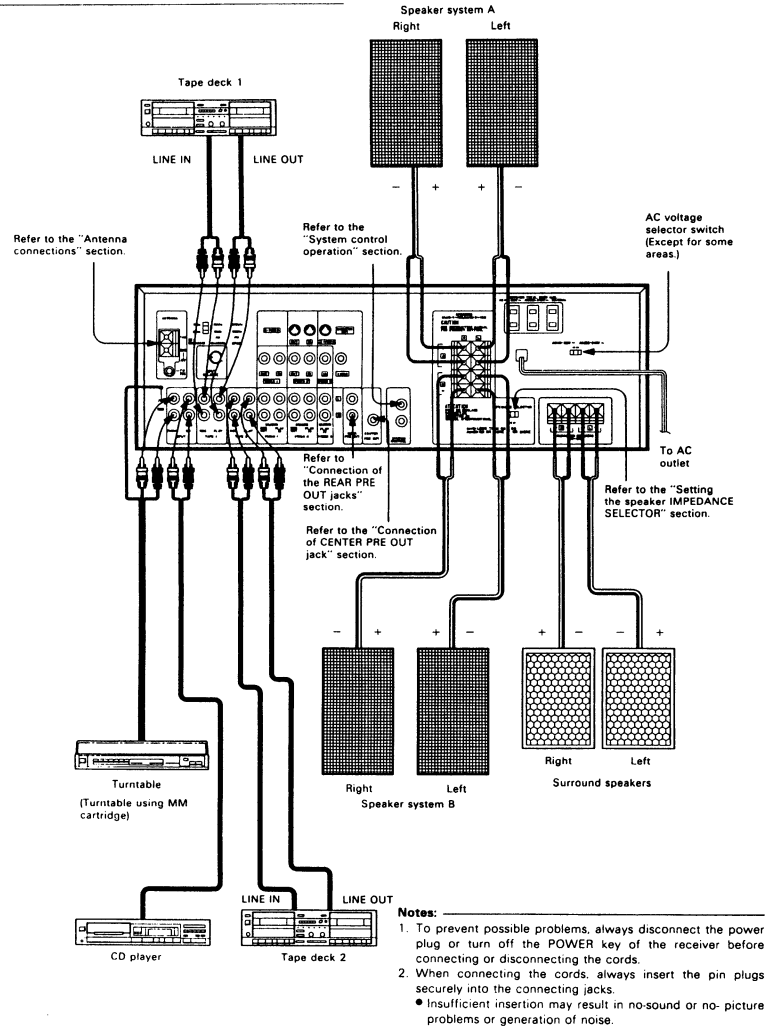 Speaker system A
Right Left
Tape deck 1
LINE IN LINE OUT
− + + −
Refer to the "Antenna
connections" section.
Refer to the
"System control
operation" section.
AC voltage
selector switch
(Except for some
areas.)
To AC
outlet
Refer to
"Connection of
the REAR PRE
OUT jacks"
section.
Refer to the "Setting
the speaker IMPEDANCE
SELECTOR" section.
Refer to the "Connection
of CENTER PRE OUT
jack" section.
− + + − + − − +
Turntable
(Turntable using MM
cartridge)
Right Left
Speaker system B
Right Left
Surround speakers
LINE IN LINE OUT
CD player
Tape deck 2
Notes:
1. To prevent possible problems, always disconnect the power
plug or turn off the POWER key of the receiver before
connecting or disconnecting the cords.
2. When connecting the cords, always insert the pin plugs
securely into the connecting jacks.
● Insufficient insertion may result in no-sound or no- picture
problems or generation of noise.